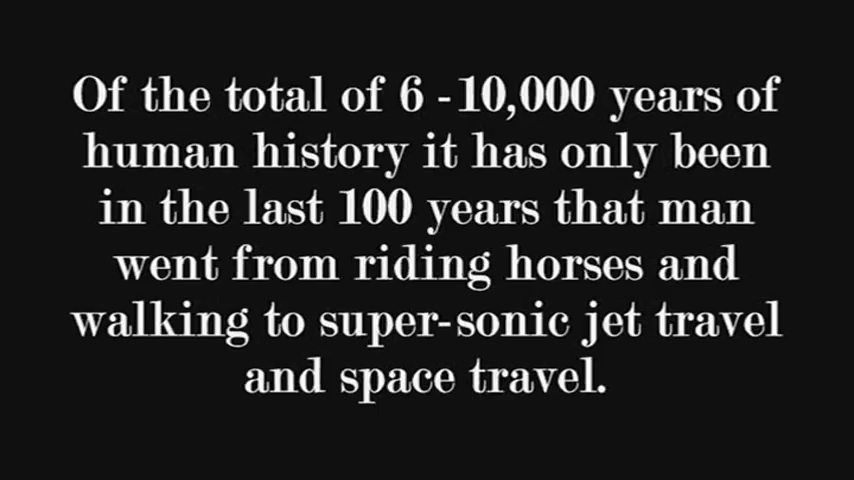 Of the total of 6 -10,000 years of
human history it has only been
in the last 100 years that man
went from riding horses and
walking to super-sonic jet travel
and space travel.